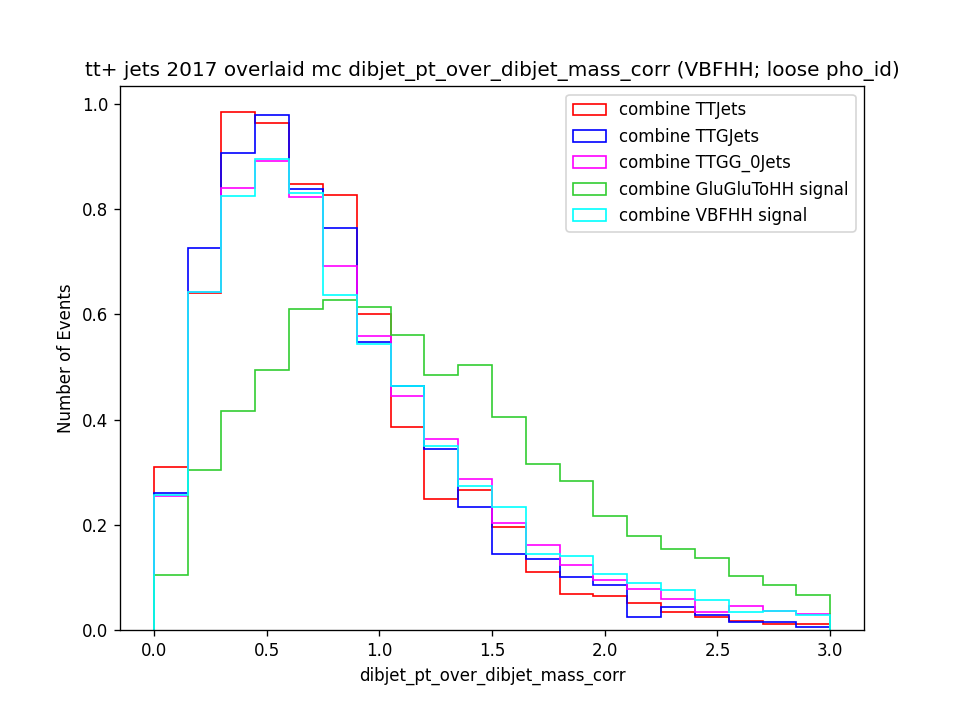 tt+ jets 2017 overlaid mc dibjet_pt_over_dibjet_mass_corr (VBFHH; loose pho_id)
combine TTJets
combine TTGJets
combine TTGG_0Jets
combine GluGluToHH signal
combine VBFHH signal
Number of Events
1.0
0.8
0.6
0.4
0.2
0.0
0.0 0.5 1.0 1.5 2.0 2.5 3.0
dibjet_pt_over_dibjet_mass_corr